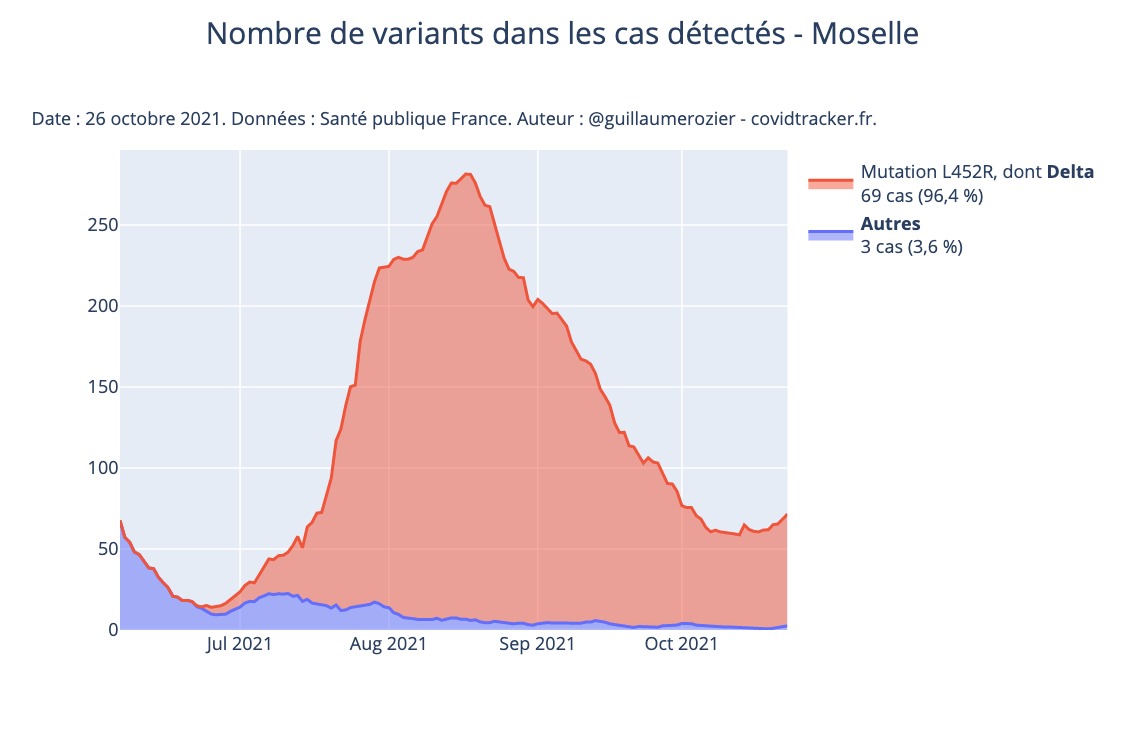 Nombre de variants dans les cas détectés - Moselle
Date : 26 octobre 2021. Données : Santé publique France. Auteur : @guillaumerozier - covidtracker.fr.
Mutation L452R, dont Delta
69 cas (96,4 %)
Autres
3 cas (3,6 %)
250
200
150
100
50
0
Jul 2021
Aug 2021
Sep 2021
Oct 2021